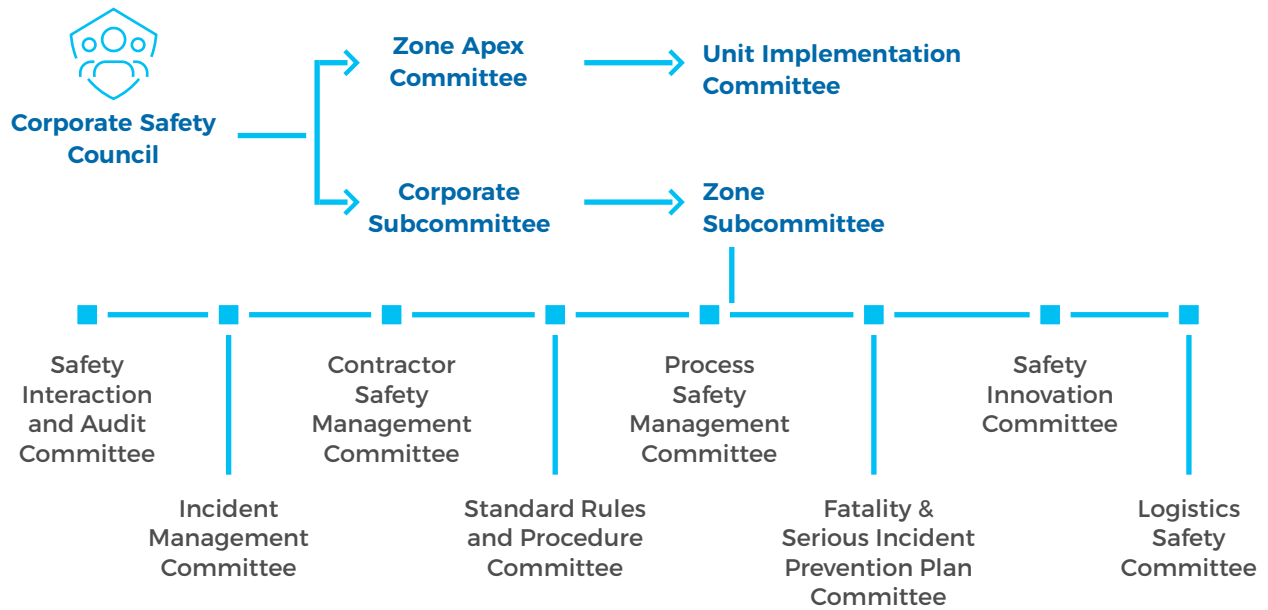 Corporate Safety
Council
Zone Apex
Committee
Unit Implementation
Committee
Corporate
Subcommittee
Zone
Subcommittee
Safety
Interaction
and Audit
Committee
Incident
Management
Committee
Contractor
Safety
Management
Committee
Standard Rules
and Procedure
Committee
Process
Safety
Management
Committee
Fatality &
Serious Incident
Prevention Plan
Committee
Safety
Innovation
Committee
Logistics
Safety
Committee